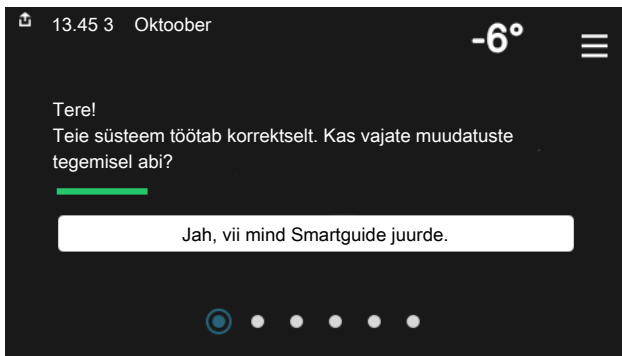 13.45 3 Oktoober
-6°
Tere!
Teie süsteem töötab korrektselt. Kas vajate muudatuste
tegemisel abi?
Jah, vii mind Smartguide juurde.